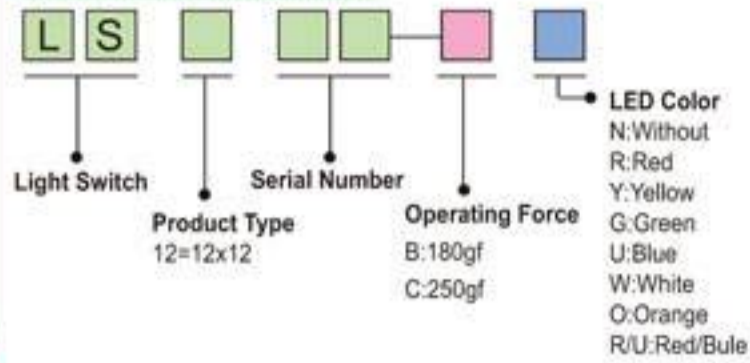 L S
LED Color
N:Without
R:Red
Y:Yellow
G:Green
U:Blue
W:White
O:Orange
R/U:Red/Bule
Light Switch
Serial Number
Product Type
12=12x12
Operating Force
B:180gf
C:250gf